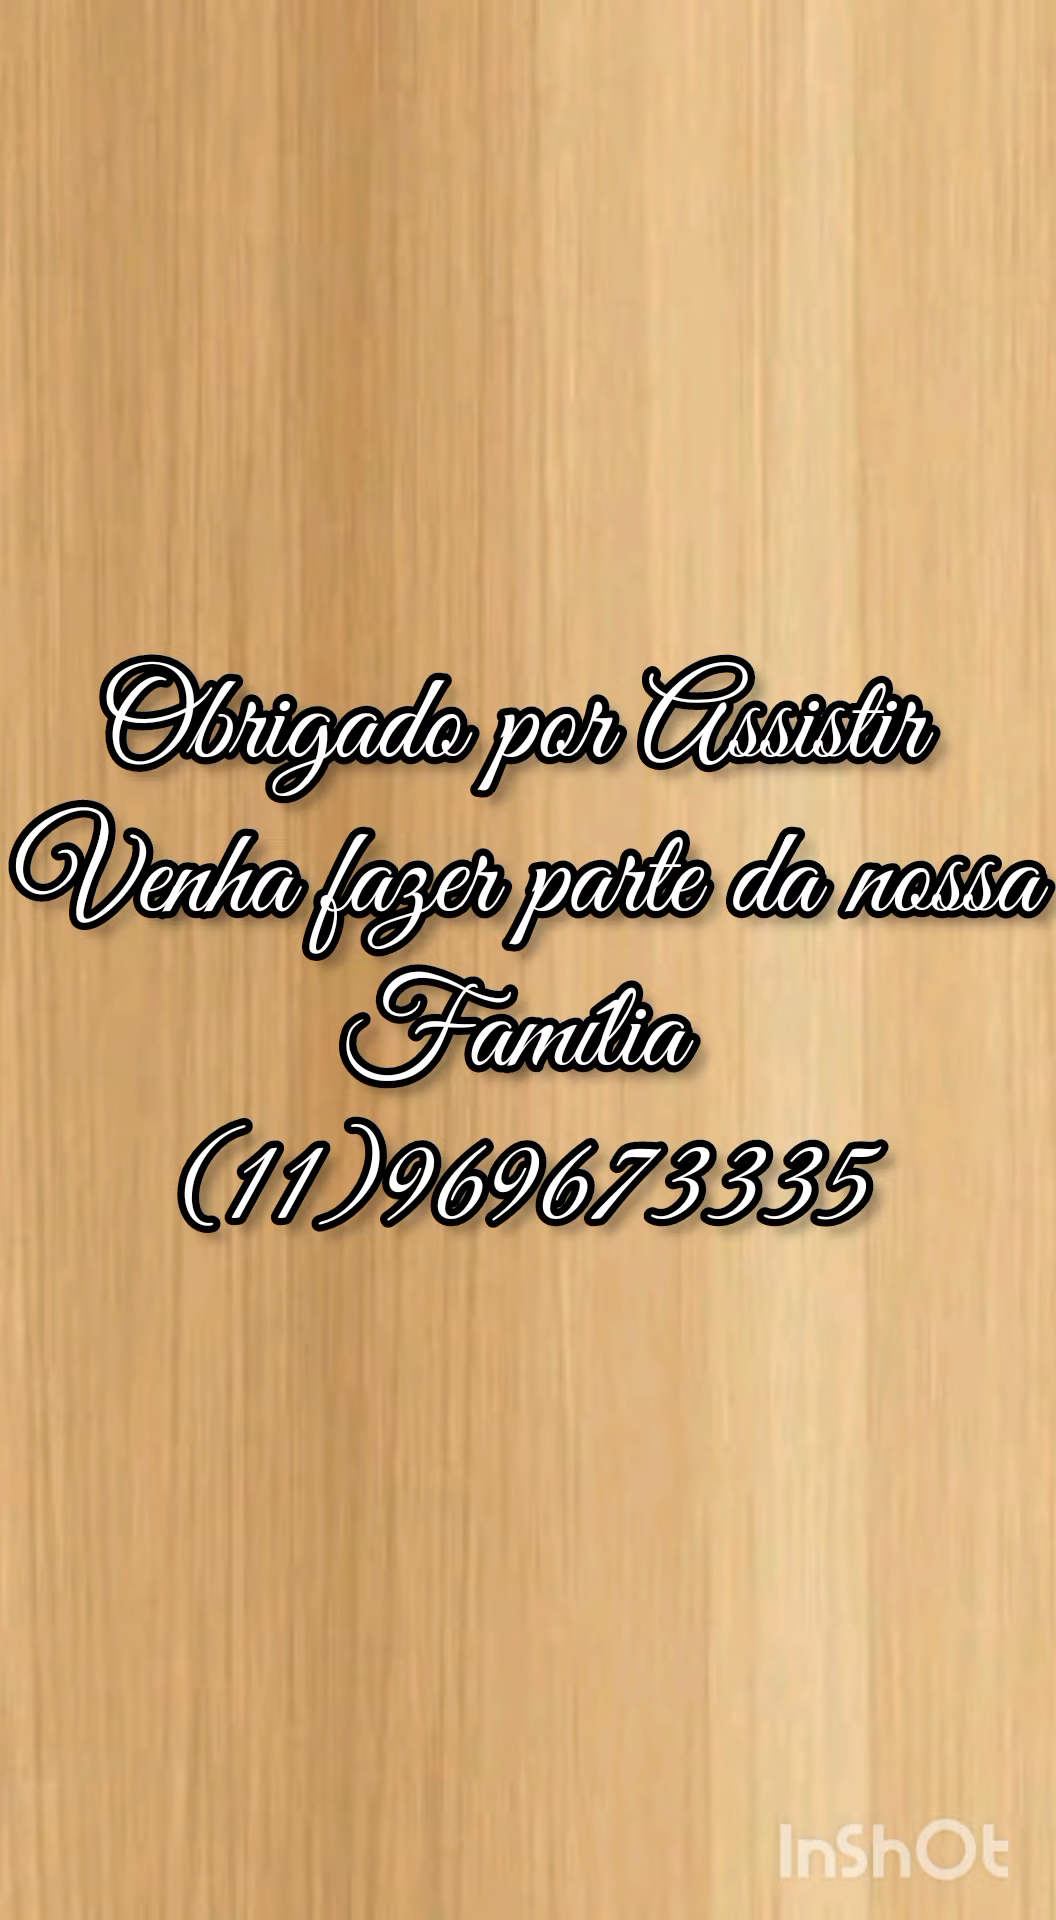 Obrigado por Assistir
Venha fazer parte da nossa
Família
(11)969673335
InShOt